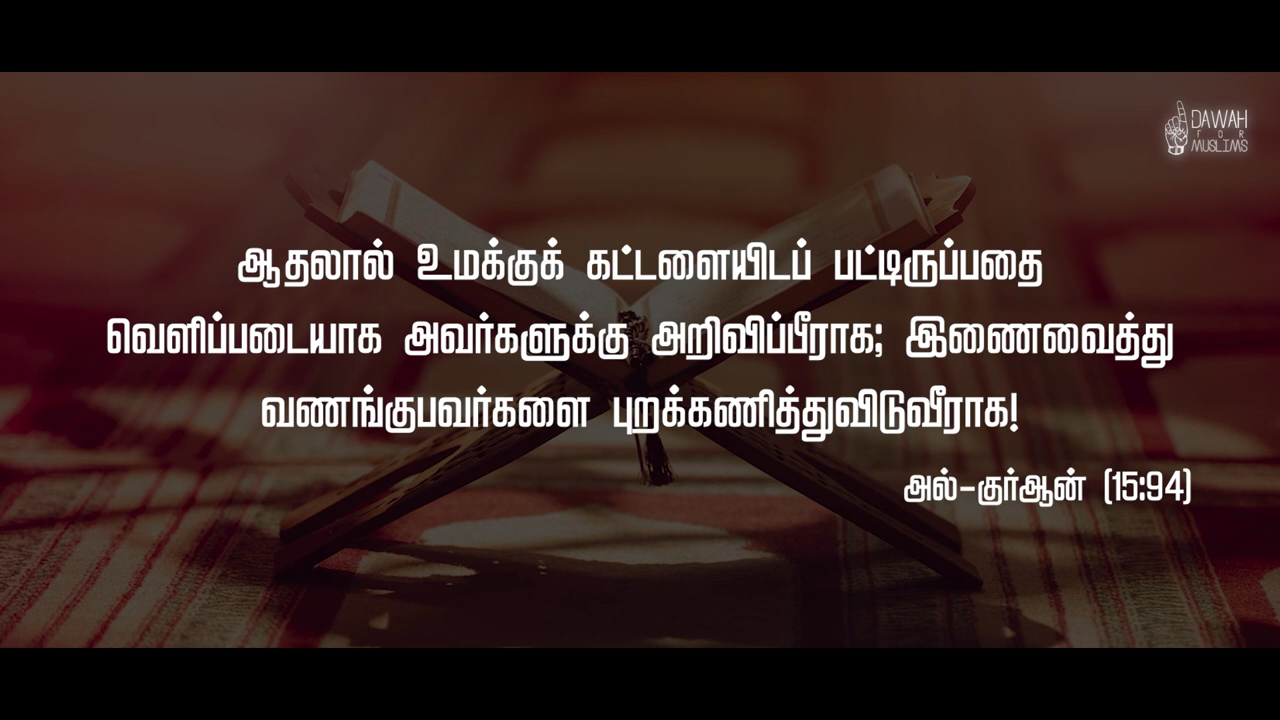 DAWAH
FOR
MUSLIMS
ஆதலால் உமக்குக் கட்டளையிடப் பட்டிருப்பதை
வெளிப்படையாக அவர்களுக்கு அறிவிப்பீராக; இணைவைத்து
வணங்குபவர்களை புறக்கணித்துவிடுவீராக!
அல்-குர்ஆன் (15:94)